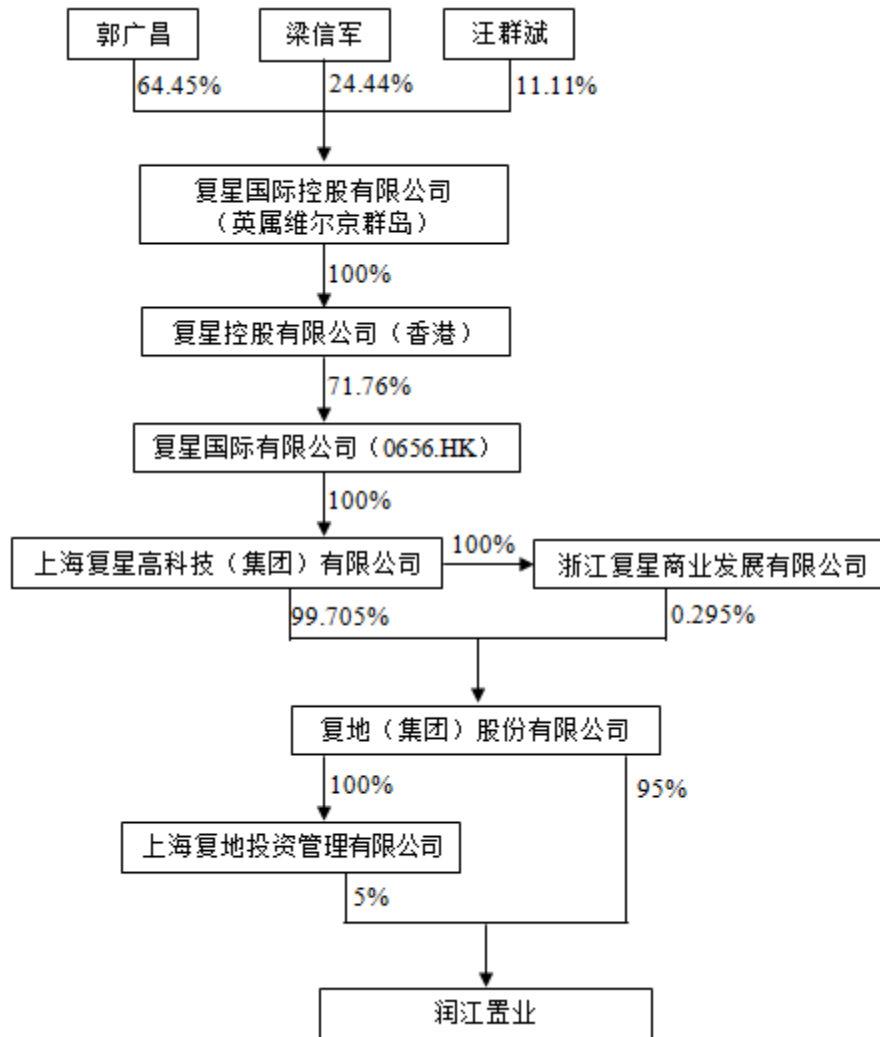 郭广昌
梁信军
汪群斌
64.45%
24.44%
11.11%
复星国际控股有限公司
（英属维尔京群岛）
100%
复星控股有限公司（香港）
71.76%
复星国际有限公司（0656.HK）
100%
上海复星高科技（集团）有限公司
100%
浙江复星商业发展有限公司
99.705%
0.295%
复地（集团）股份有限公司
100%
95%
上海复地投资管理有限公司
5%
润江置业